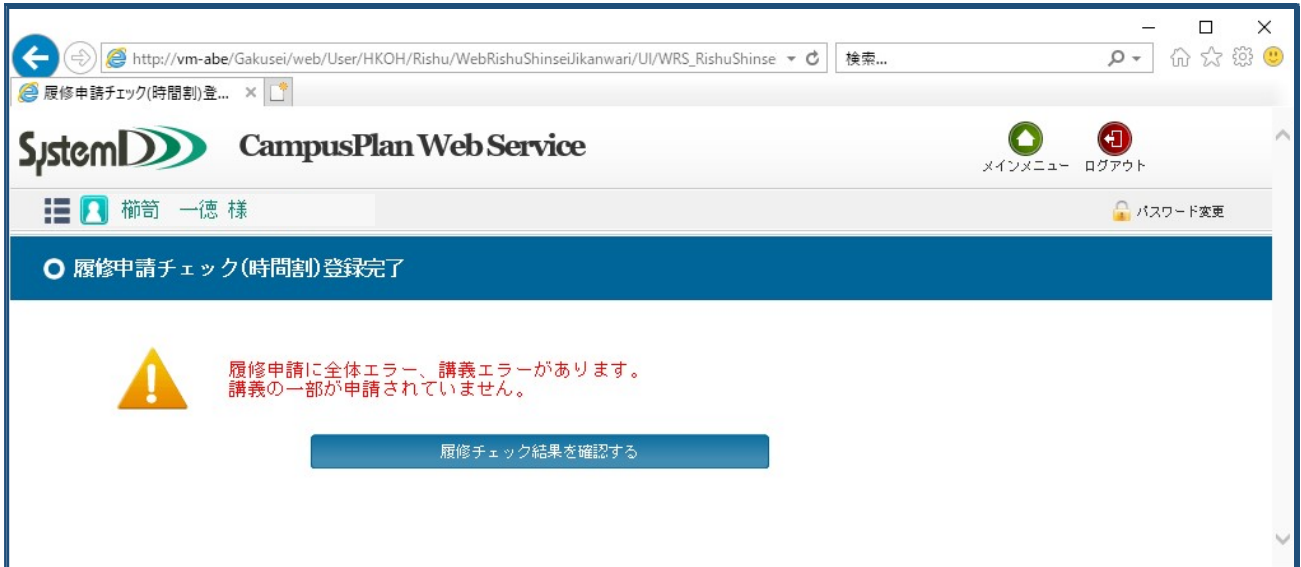 http://vm-abe/Gakusei/web/User/HKOH/Rishu/WebRishuShinseiJikanwari/UI/WRS_RishuShinse
検索...
履修申請チェック(時間割)登...
SystemD
CampusPlan Web Service
メインメニュー
ログアウト
櫛笥 一徳 様
パスワード変更
履修申請チェック(時間割)登録完了
履修申請に全体エラー、講義エラーがあります。
講義の一部が申請されていません。
履修チェック結果を確認する